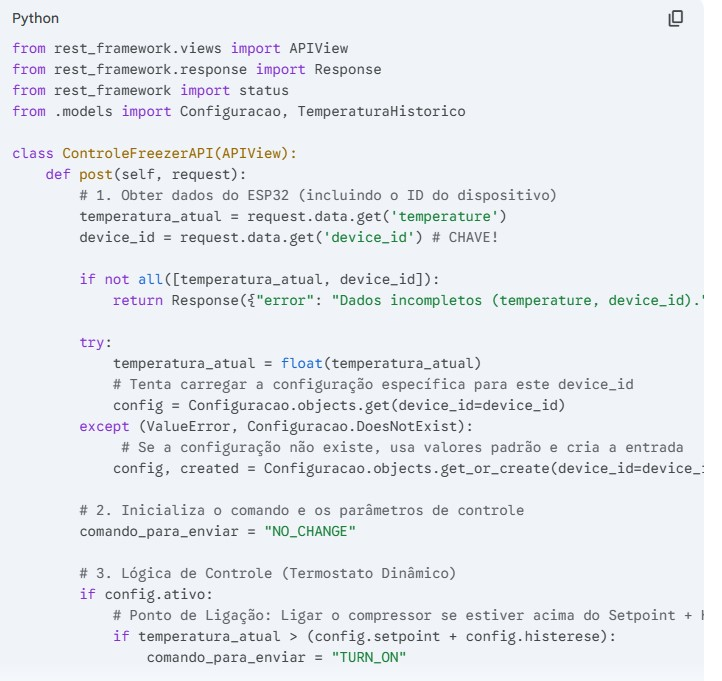 Python
from rest_framework.views import APIView
from rest_framework.response import Response
from rest_framework import status
from .models import Configuracao, TemperaturaHistorico
class ControleFreezerAPI(APIView):
def post(self, request):
# 1. Obter dados do ESP32 (incluindo o ID do dispositivo)
temperatura_atual = request.data.get('temperature')
device_id = request.data.get('device_id') # CHAVE!
if not all([temperatura_atual, device_id]):
return Response({"error": "Dados incompletos (temperature, device_id)."
try:
temperatura_atual = float(temperatura_atual)
# Tenta carregar a configuração específica para este device_id
config = Configuracao.objects.get(device_id=device_id)
except (ValueError, Configuracao.DoesNotExist):
# Se a configuração não existe, usa valores padrão e cria a entrada
config, created = Configuracao.objects.get_or_create(device_id=device_i
# 2. Inicializa o comando e os parâmetros de controle
comando_para_enviar = "NO_CHANGE"
# 3. Lógica de Controle (Termostato Dinâmico)
if config.ativo:
# Ponto de Ligação: Ligar o compressor se estiver acima do Setpoint + H
if temperatura_atual > (config.setpoint + config.histerese):
comando_para_enviar = "TURN_ON"